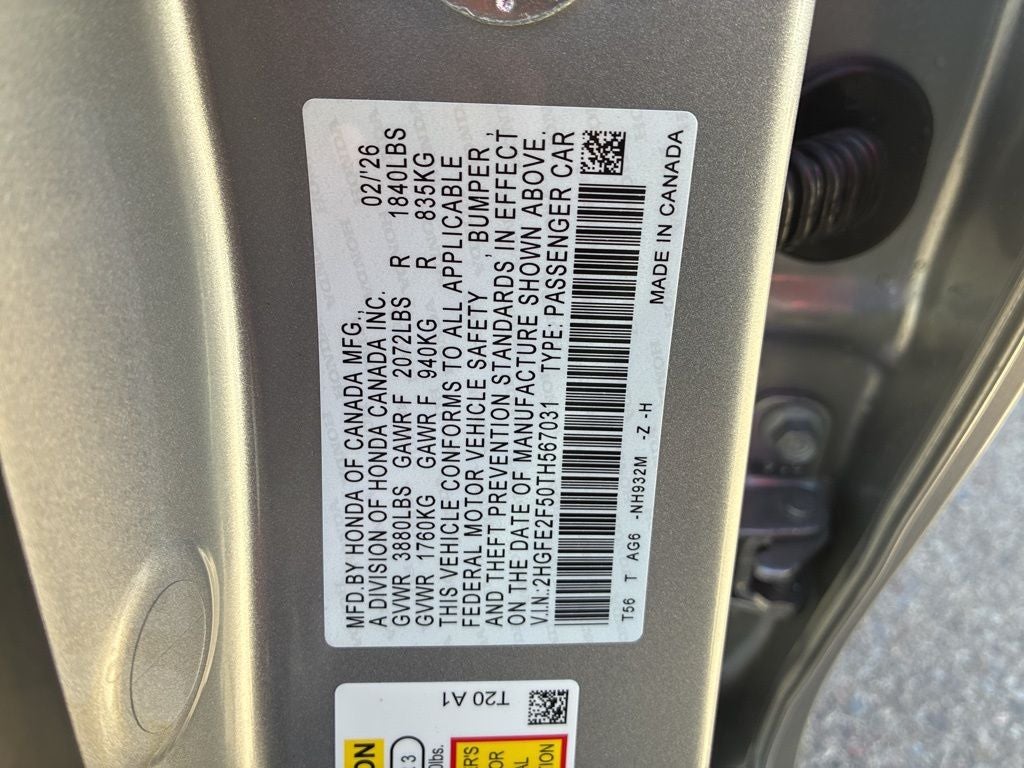 MFD.BY HONDA OF CANADA MFG.,
A DIVISION OF HONDA CANADA INC. 02/'26
GVWR 3880LBS GAWR F 2072LBS R 1840LBS
GVWR 1760KG GAWR F 940KG R 835KG
THIS VEHICLE CONFORMS TO ALL APPLICABLE
FEDERAL MOTOR VEHICLE SAFETY, BUMPER,
AND THEFT PREVENTION STANDARDS, IN EFFECT
ON THE DATE OF MANUFACTURE SHOWN ABOVE.
V.I.N.:2HGFE2F50TH567031 TYPE: PASSENGER CAR
T56 T AG6 -NH932M -Z -H
MADE IN CANADA
T20 A1